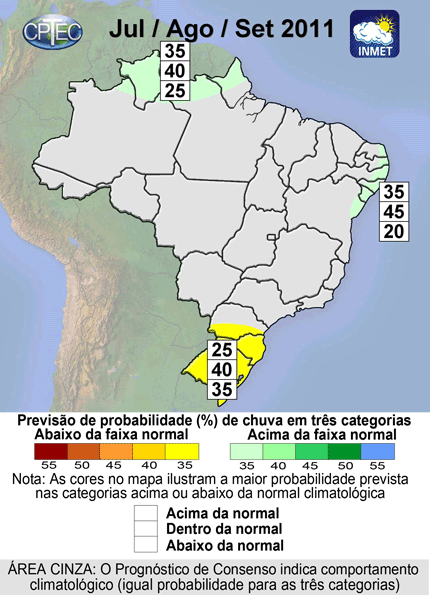 CPTEC
Jul / Ago / Set 2011
INMET
35
40
25
35
45
20
25
40
35
Previsão de probabilidade (%) de chuva em três categorias
Abaixo da faixa normal
Acima da faixa normal
55 50 45 40 35
35 40 45 50 55
Nota: As cores no mapa ilustram a maior probabilidade prevista
nas categorias acima ou abaixo da normal climatológica
Acima da normal
Dentro da normal
Abaixo da normal
ÁREA CINZA: O Prognóstico de Consenso indica comportamento
climatológico (igual probabilidade para as três categorias)